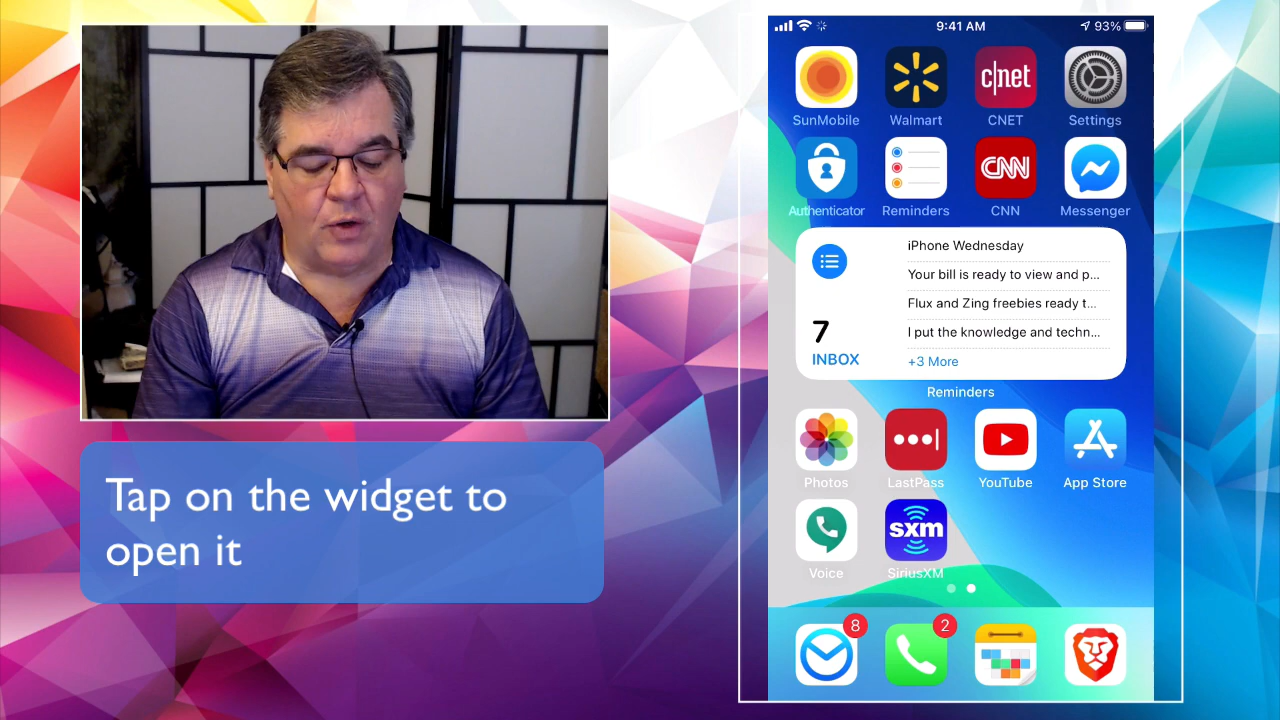 Tap on the widget to
open it
9:41 AM
93%
SunMobile
Walmart
c|net
CNET
Settings
Authenticator
Reminders
CNN
CNN
Messenger
iPhone Wednesday
Your bill is ready to view and p...
Flux and Zing freebies ready t...
I put the knowledge and techn...
7
INBOX
+3 More
Reminders
Photos
LastPass
YouTube
App Store
Voice
sxm
SiriusXM
8
2